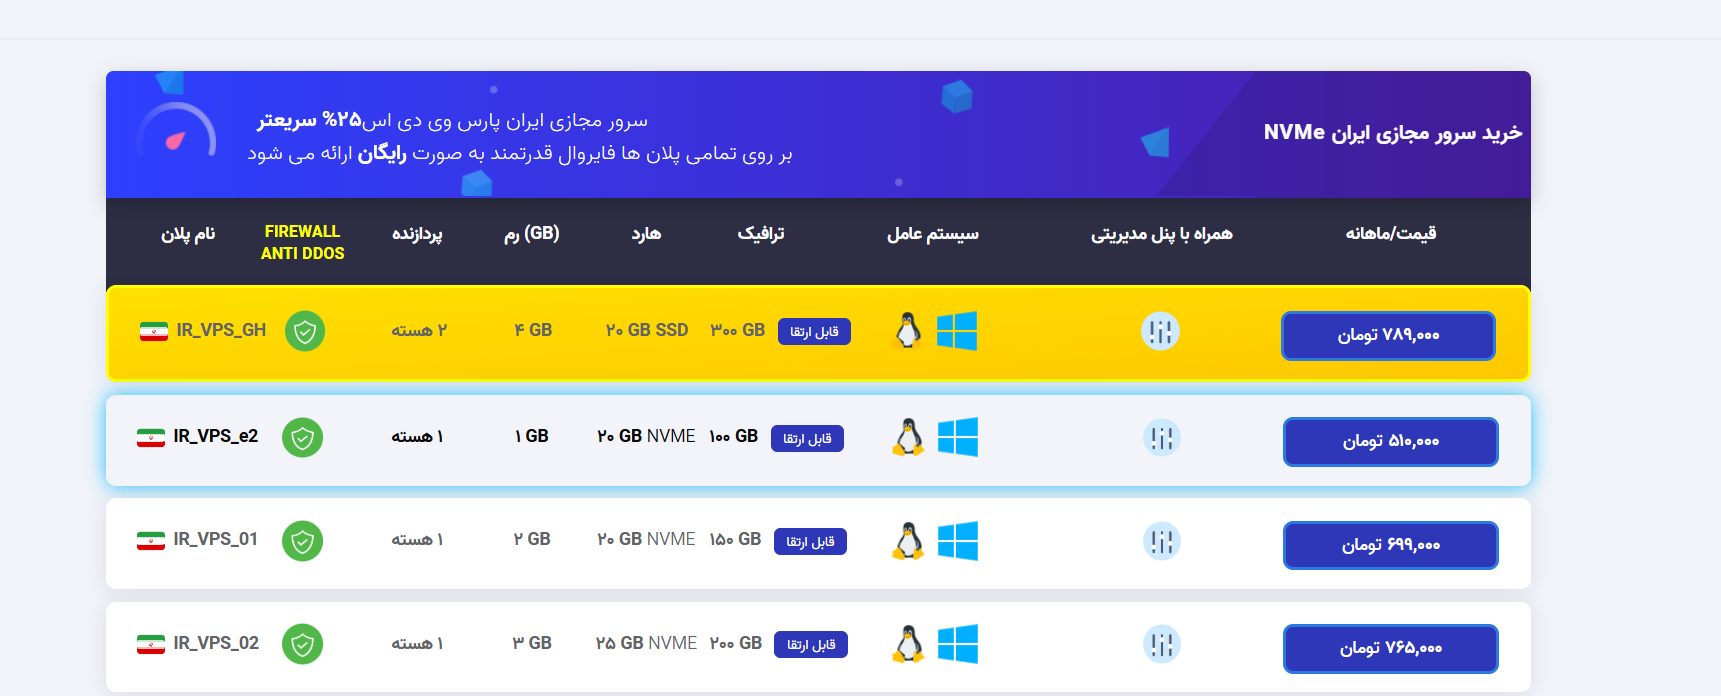 خرید سرور مجازی ایران NVMe
سرور مجازی ایران پارس وی دی اس۲۵% سریعتر
بر روی تمامی پلان ها فایروال قدرتمند به صورت رایگان ارائه می شود
نام پلان
FIREWALL
ANTI DDOS
پردازنده
رم (GB)
هارد
ترافیک
سیستم عامل
همراه با پنل مدیریتی
قیمت/ماهانه
IR_VPS_GH
۲ هسته
۴ GB
۲۰ GB SSD
۳۰۰ GB
قابل ارتقا
۷۸۹,۰۰۰ تومان
IR_VPS_e2
۱ هسته
۱ GB
۲۰ GB NVME
۱۰۰ GB
قابل ارتقا
۵۱۰,۰۰۰ تومان
IR_VPS_01
۱ هسته
۲ GB
۲۰ GB NVME
۱۵۰ GB
قابل ارتقا
۶۹۹,۰۰۰ تومان
IR_VPS_02
۱ هسته
۳ GB
۲۵ GB NVME
۲۰۰ GB
قابل ارتقا
۷۶۵,۰۰۰ تومان